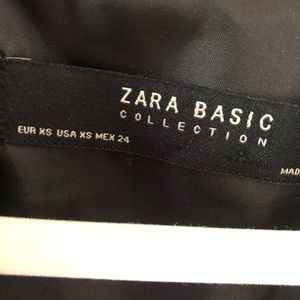 ZARA BASIC
COLLECTION
EUR XS USA XS MEX 24
MAD